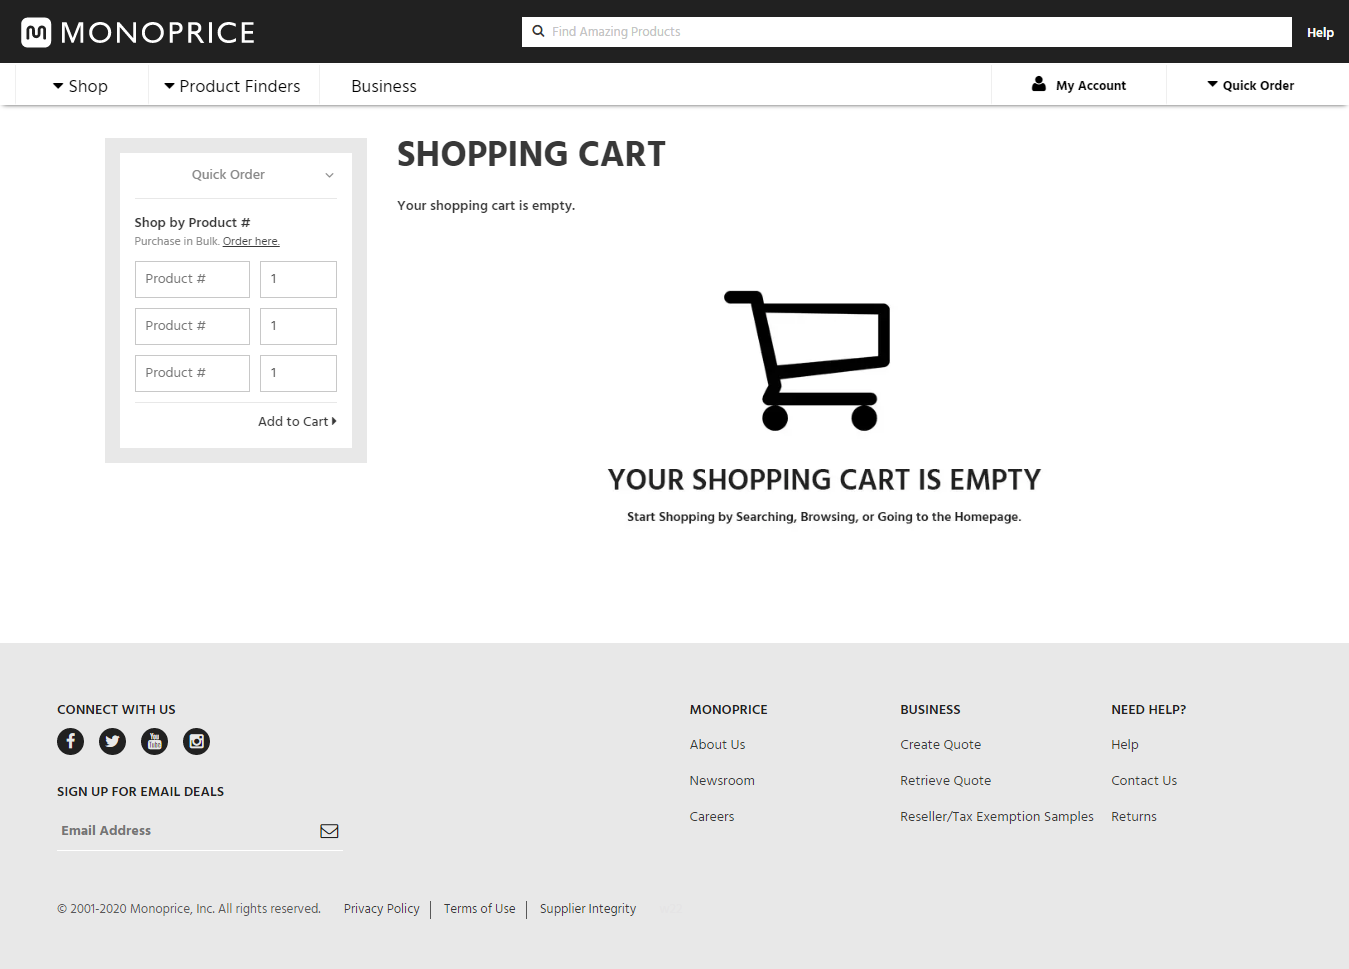 MONOPRICE
Find Amazing Products
Help
Shop
Product Finders
Business
My Account
Quick Order
Quick Order
Shop by Product #
Purchase in Bulk. Order here.
Product # 1
Product # 1
Product # 1
Add to Cart
SHOPPING CART
Your shopping cart is empty.
YOUR SHOPPING CART IS EMPTY
Start Shopping by Searching, Browsing, or Going to the Homepage.
CONNECT WITH US
You Tube
SIGN UP FOR EMAIL DEALS
Email Address
MONOPRICE
About Us
Newsroom
Careers
BUSINESS
Create Quote
Retrieve Quote
Reseller/Tax Exemption Samples
NEED HELP?
Help
Contact Us
Returns
© 2001-2020 Monoprice, Inc. All rights reserved. Privacy Policy Terms of Use Supplier Integrity